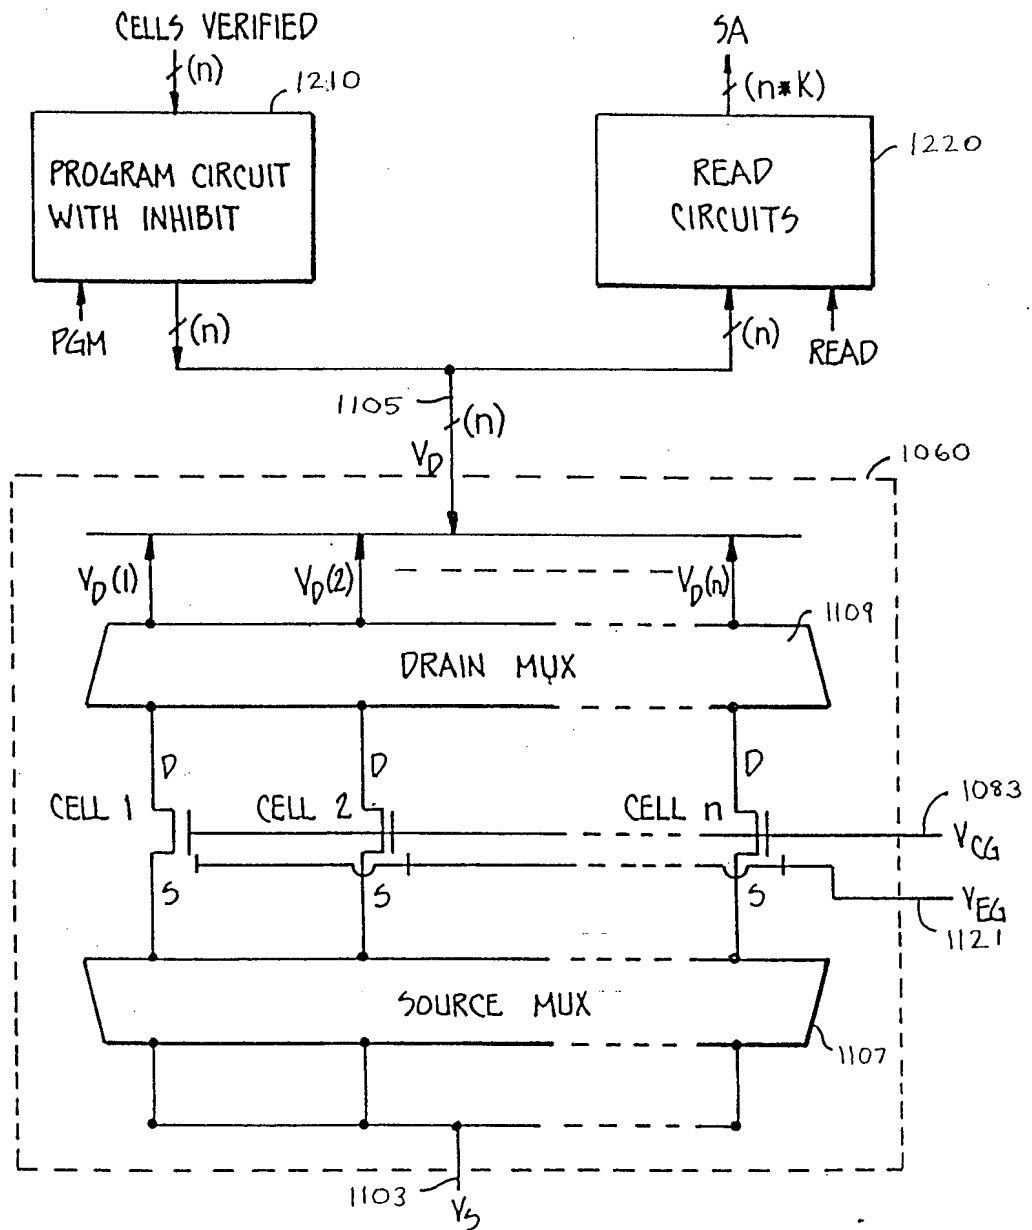 CELLS VERIFIED
(n)
1210
PROGRAM CIRCUIT
WITH INHIBIT
PGM
(n)
SA
(n*K)
1220
READ
CIRCUITS
(n)
READ
1105
(n)
VD
1060
VD(1)
VD(2)
VD(n)
1109
DRAIN MUX
D
D
D
CELL 1
CELL 2
CELL n
1083
VCG
S
S
S
VEG
1121
SOURCE MUX
1107
1103
VS